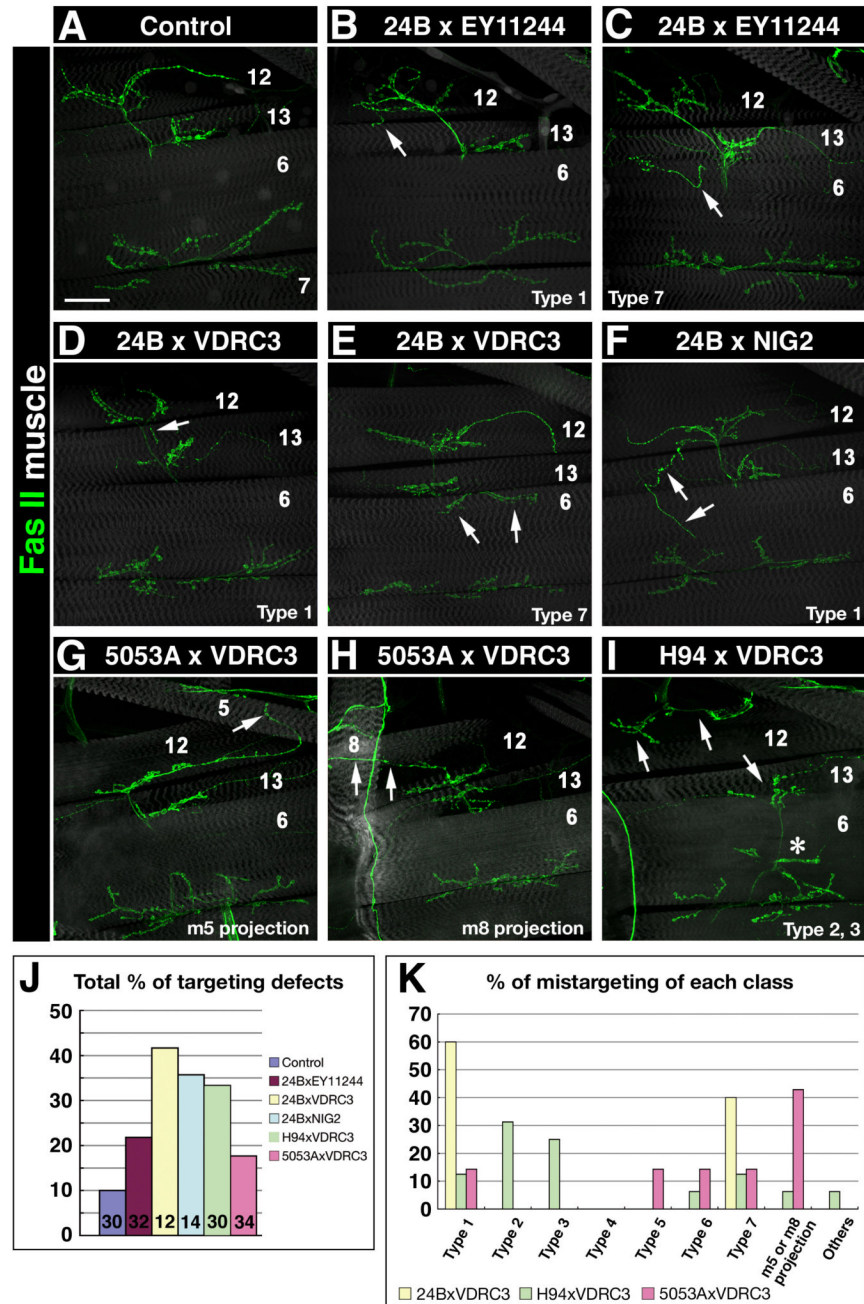 Fas II muscle
A Control
12
13
6
7
B 24B x EY11244
12
13
6
Type 1
C 24B x EY11244
12
13
6
Type 7
D 24B x VDRC3
12
13
6
Type 1
E 24B x VDRC3
12
13
6
Type 7
F 24B x NIG2
12
13
6
Type 1
G 5053A x VDRC3
5
12
13
6
m5 projection
H 5053A x VDRC3
8
12
13
6
m8 projection
I H94 x VDRC3
12
13
6
*
Type 2, 3
J Total % of targeting defects
50
40
30
20
10
0
30 32 12 14 30 34
Control
24BxEY11244
24BxVDRC3
24BxNIG2
H94xVDRC3
5053AxVDRC3
K % of mistargeting of each class
70
60
50
40
30
20
10
0
Type 1
Type 2
Type 3
Type 4
Type 5
Type 6
Type 7
m5 or m8
projection
Others
24BxVDRC3 H94xVDRC3 5053AxVDRC3